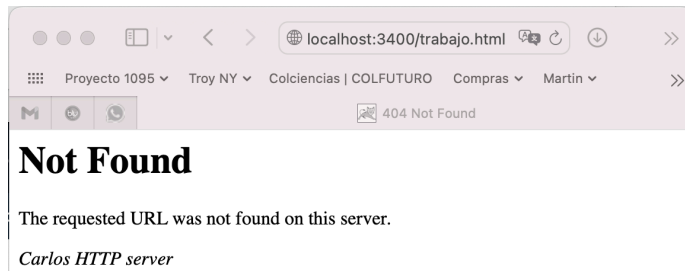 localhost:3400/trabajo.html
Proyecto 1095 Troy NY Colciencias | COLFUTURO Compras Martin
404 Not Found
Not Found
The requested URL was not found on this server.
Carlos HTTP server